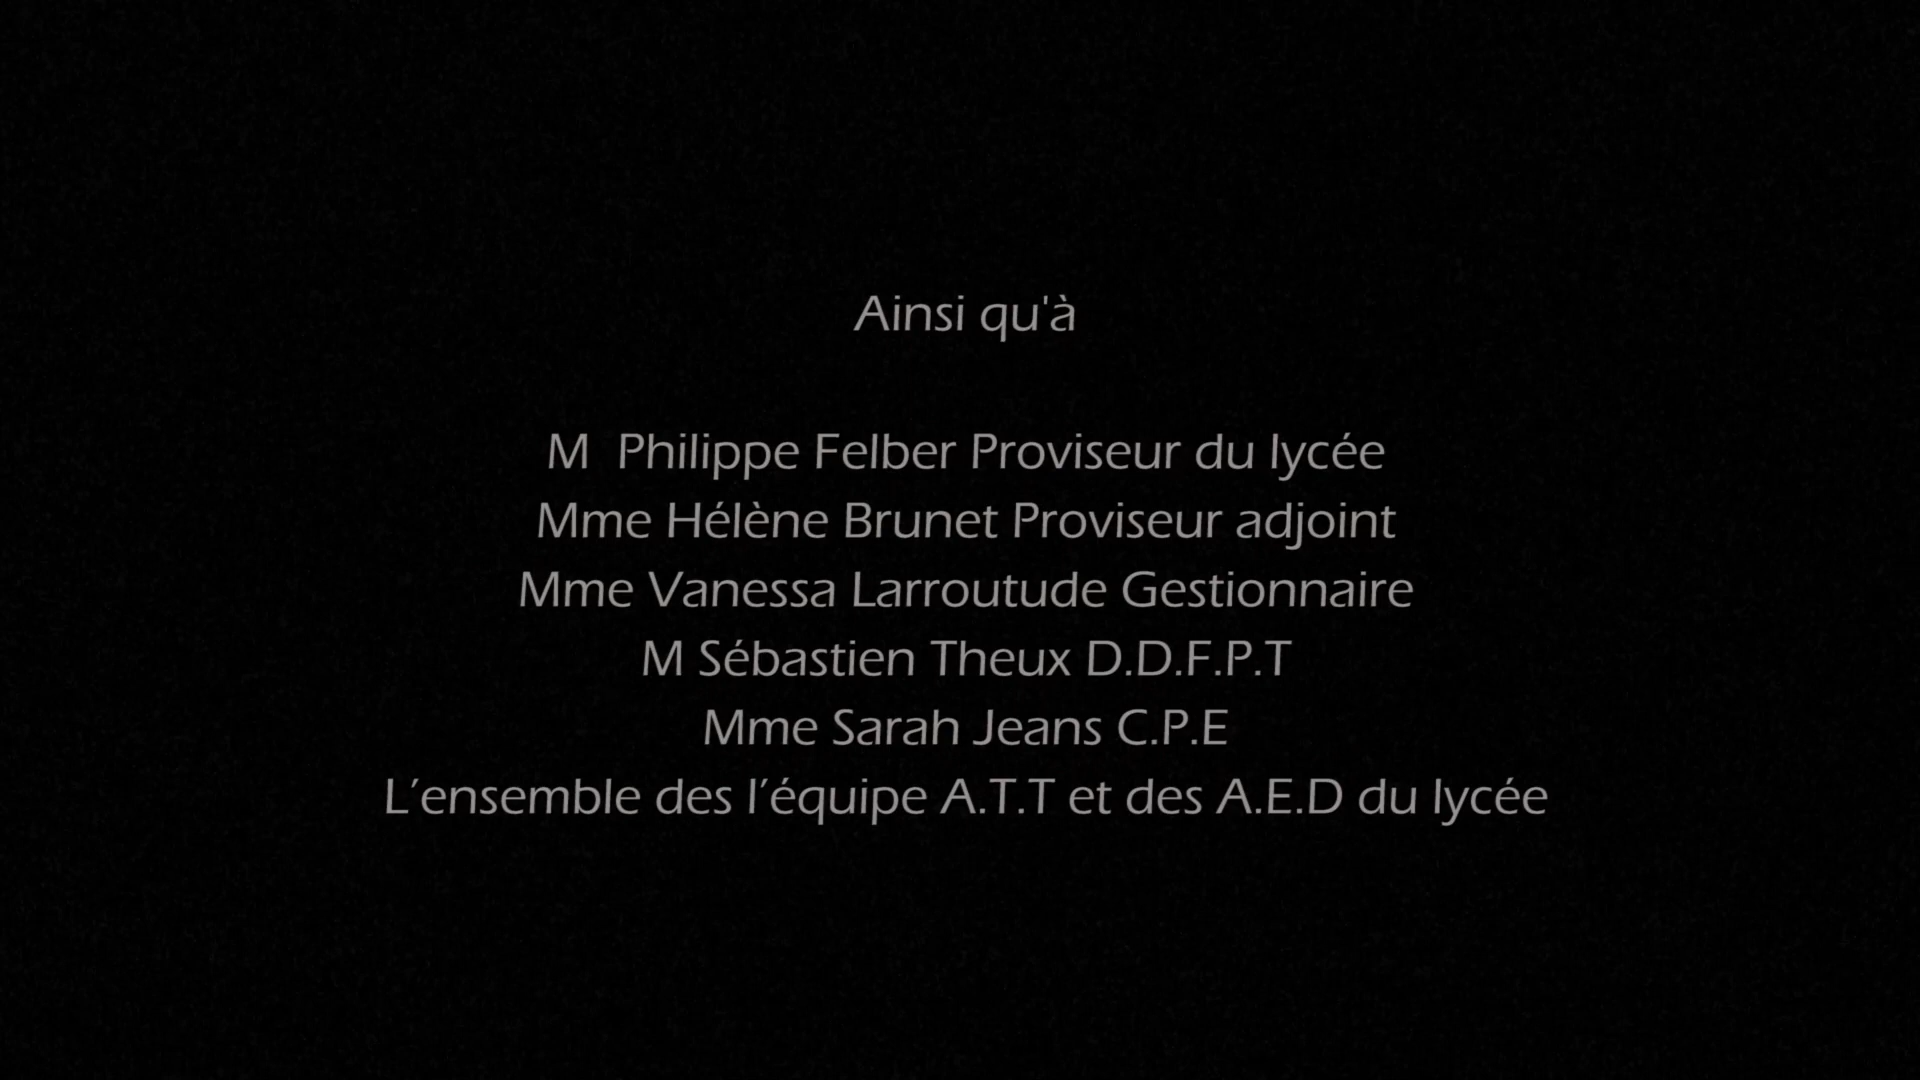 Ainsi qu'à
M  Philippe Felber Proviseur du lycée
Mme Hélène Brunet Proviseur adjoint
Mme Vanessa Larroutude Gestionnaire
M Sébastien Theux D.D.F.P.T
Mme Sarah Jeans C.P.E
L’ensemble des l’équipe A.T.T et des A.E.D du lycée